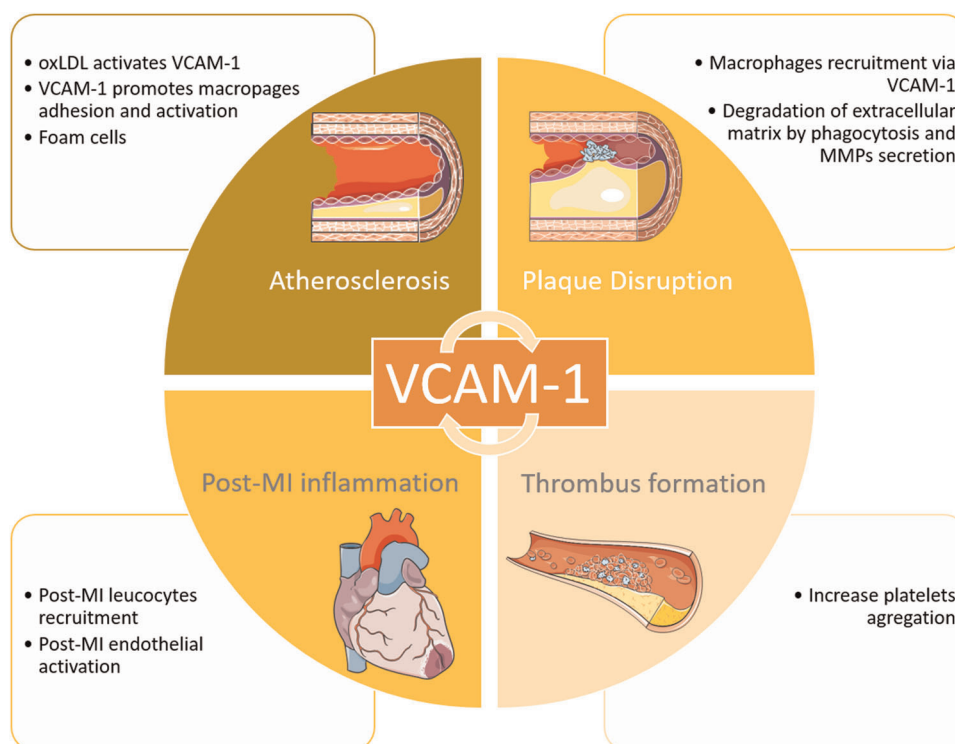 • oxLDL activates VCAM-1
• VCAM-1 promotes macropages
adhesion and activation
• Foam cells
• Macrophages recruitment via
VCAM-1
• Degradation of extracellular
matrix by phagocytosis and
MMPs secretion
Atherosclerosis
Plaque Disruption
VCAM-1
Post-MI inflammation
Thrombus formation
• Post-MI leucocytes
recruitment
• Post-MI endothelial
activation
• Increase platelets
agregation